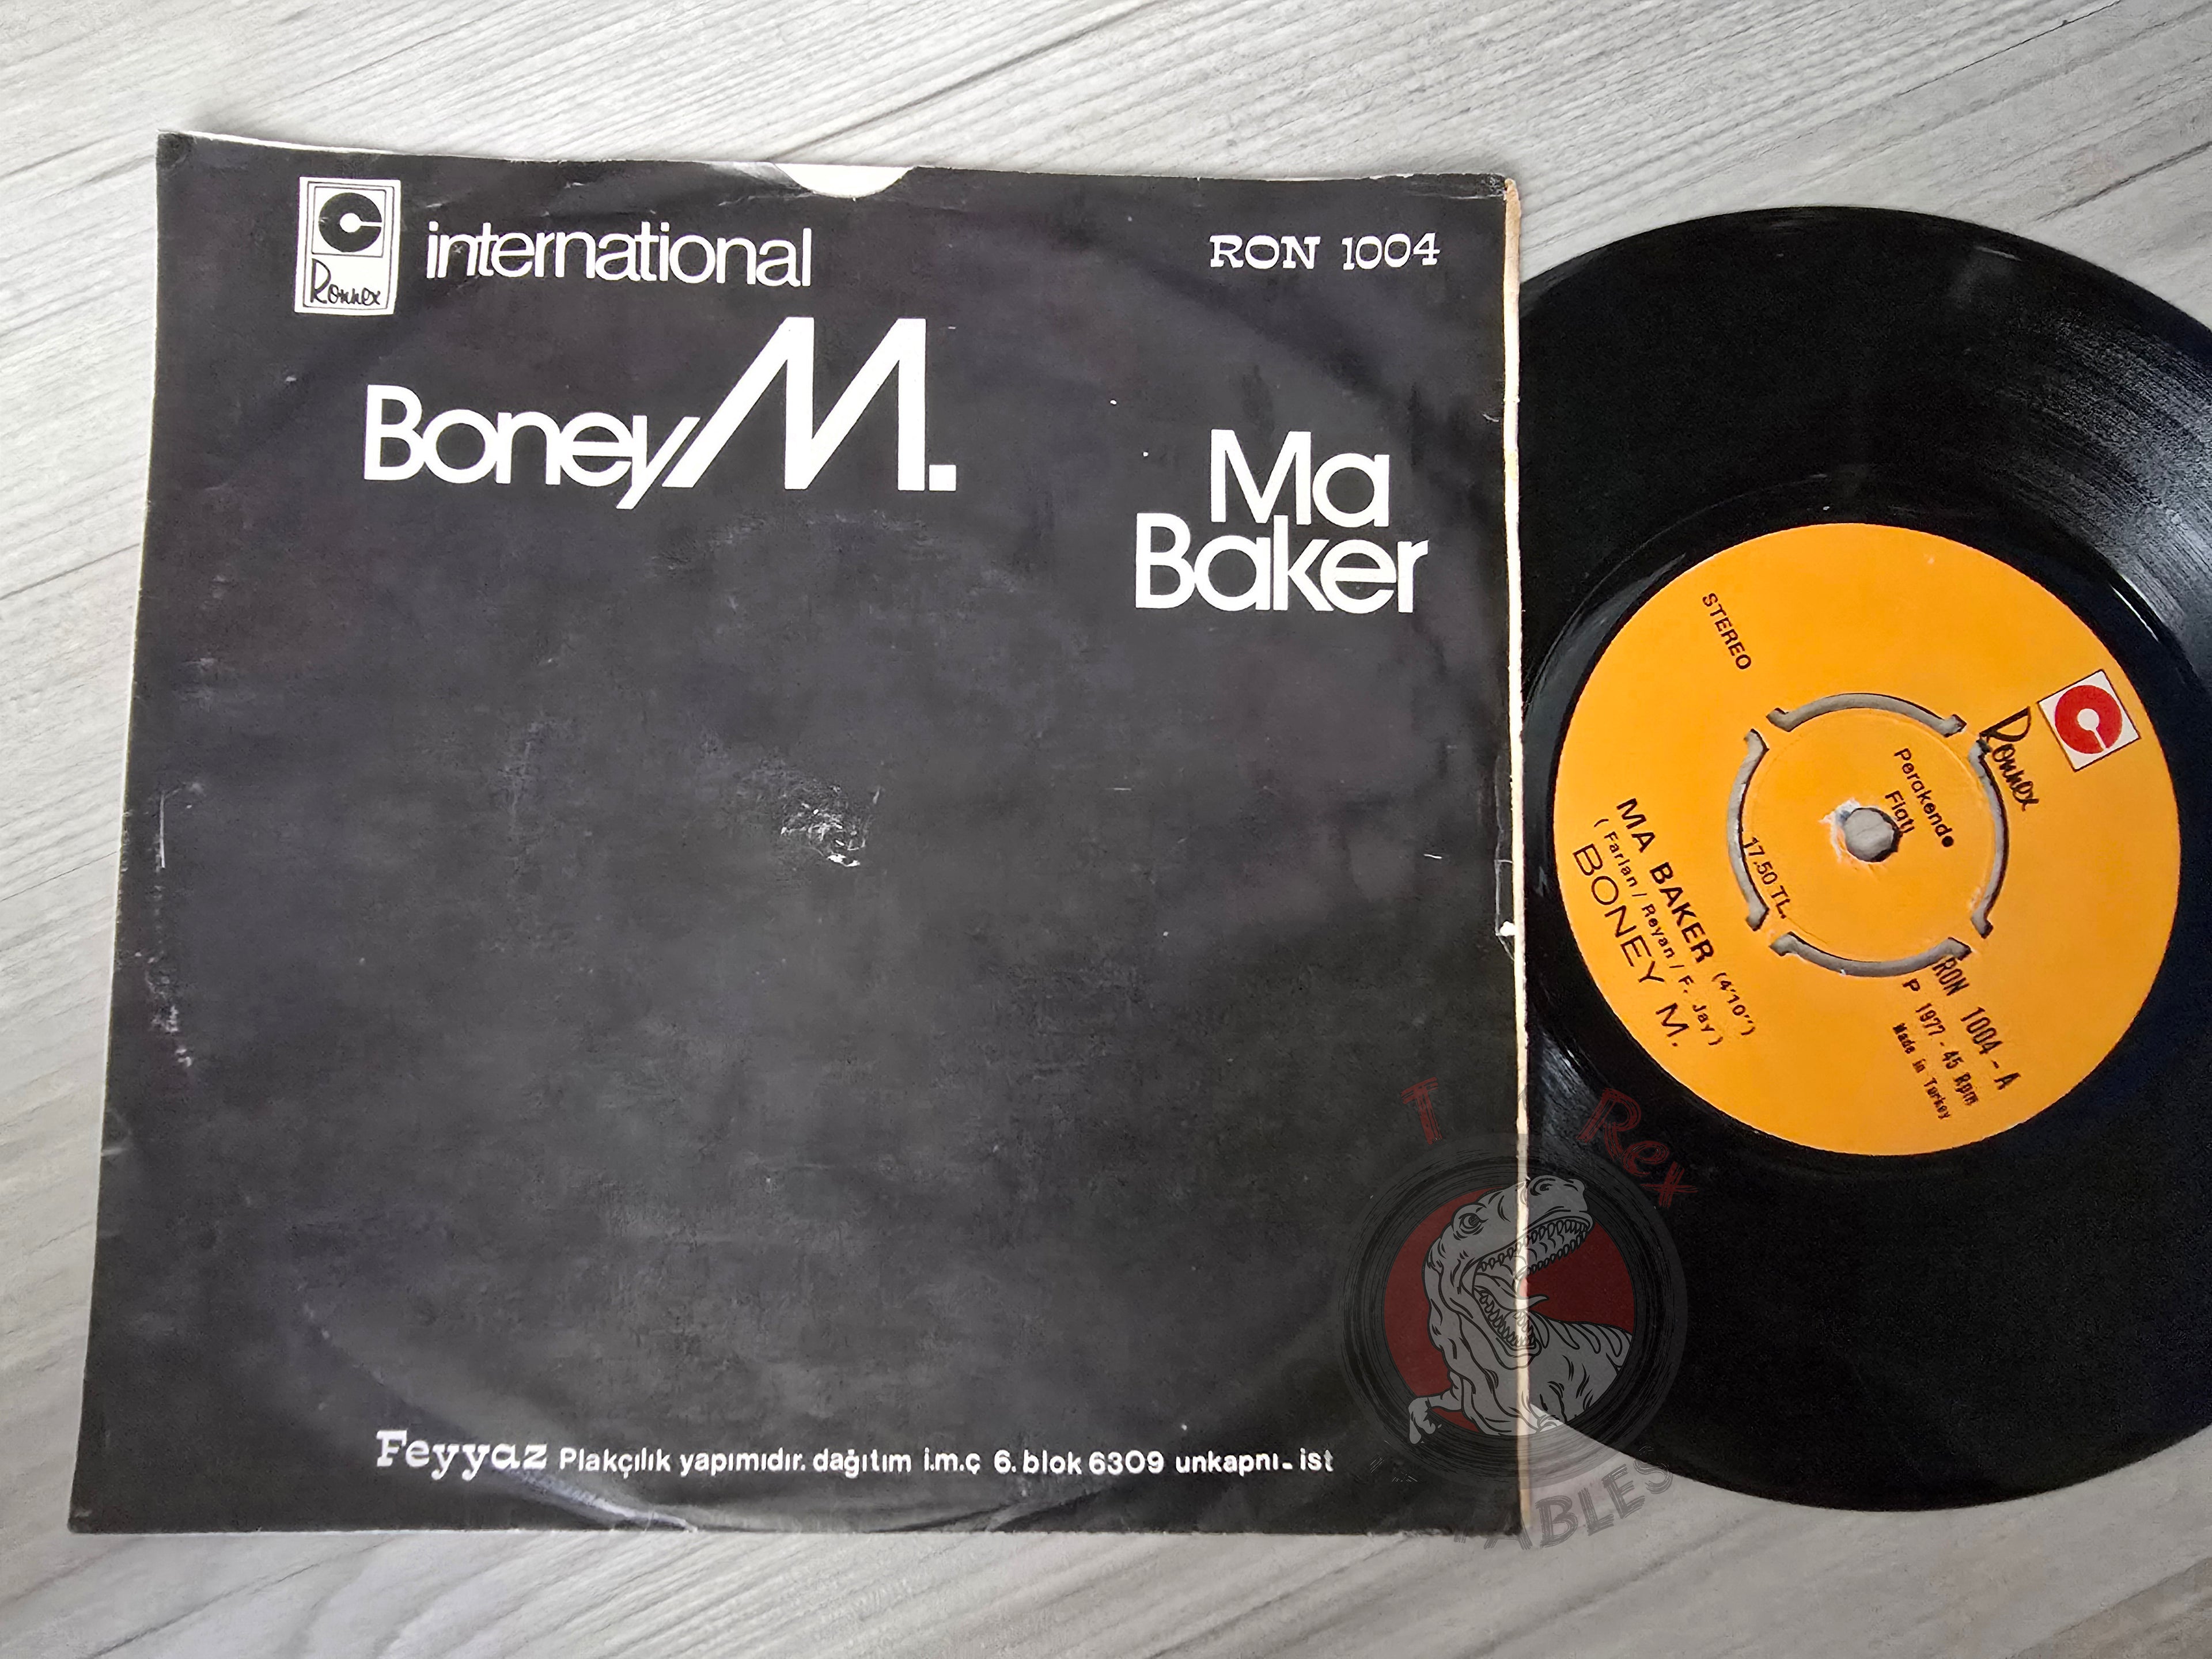 Ronnex
international
RON 1004
Boney M.
Ma
Baker
Feyyaz Plakçılık yapımıdır. dağıtım i.m.ç 6. blok 6309 unkapnı - ist
STEREO
Ronnex
Perakende
Fiatı
17.50 TL.
MA BAKER (4'10'')
( Farian / Reyan / F. Jay )
BONEY M.
RON 1004 - A
P 1977 - 45 Rpm
Made in Turkey
T Rex